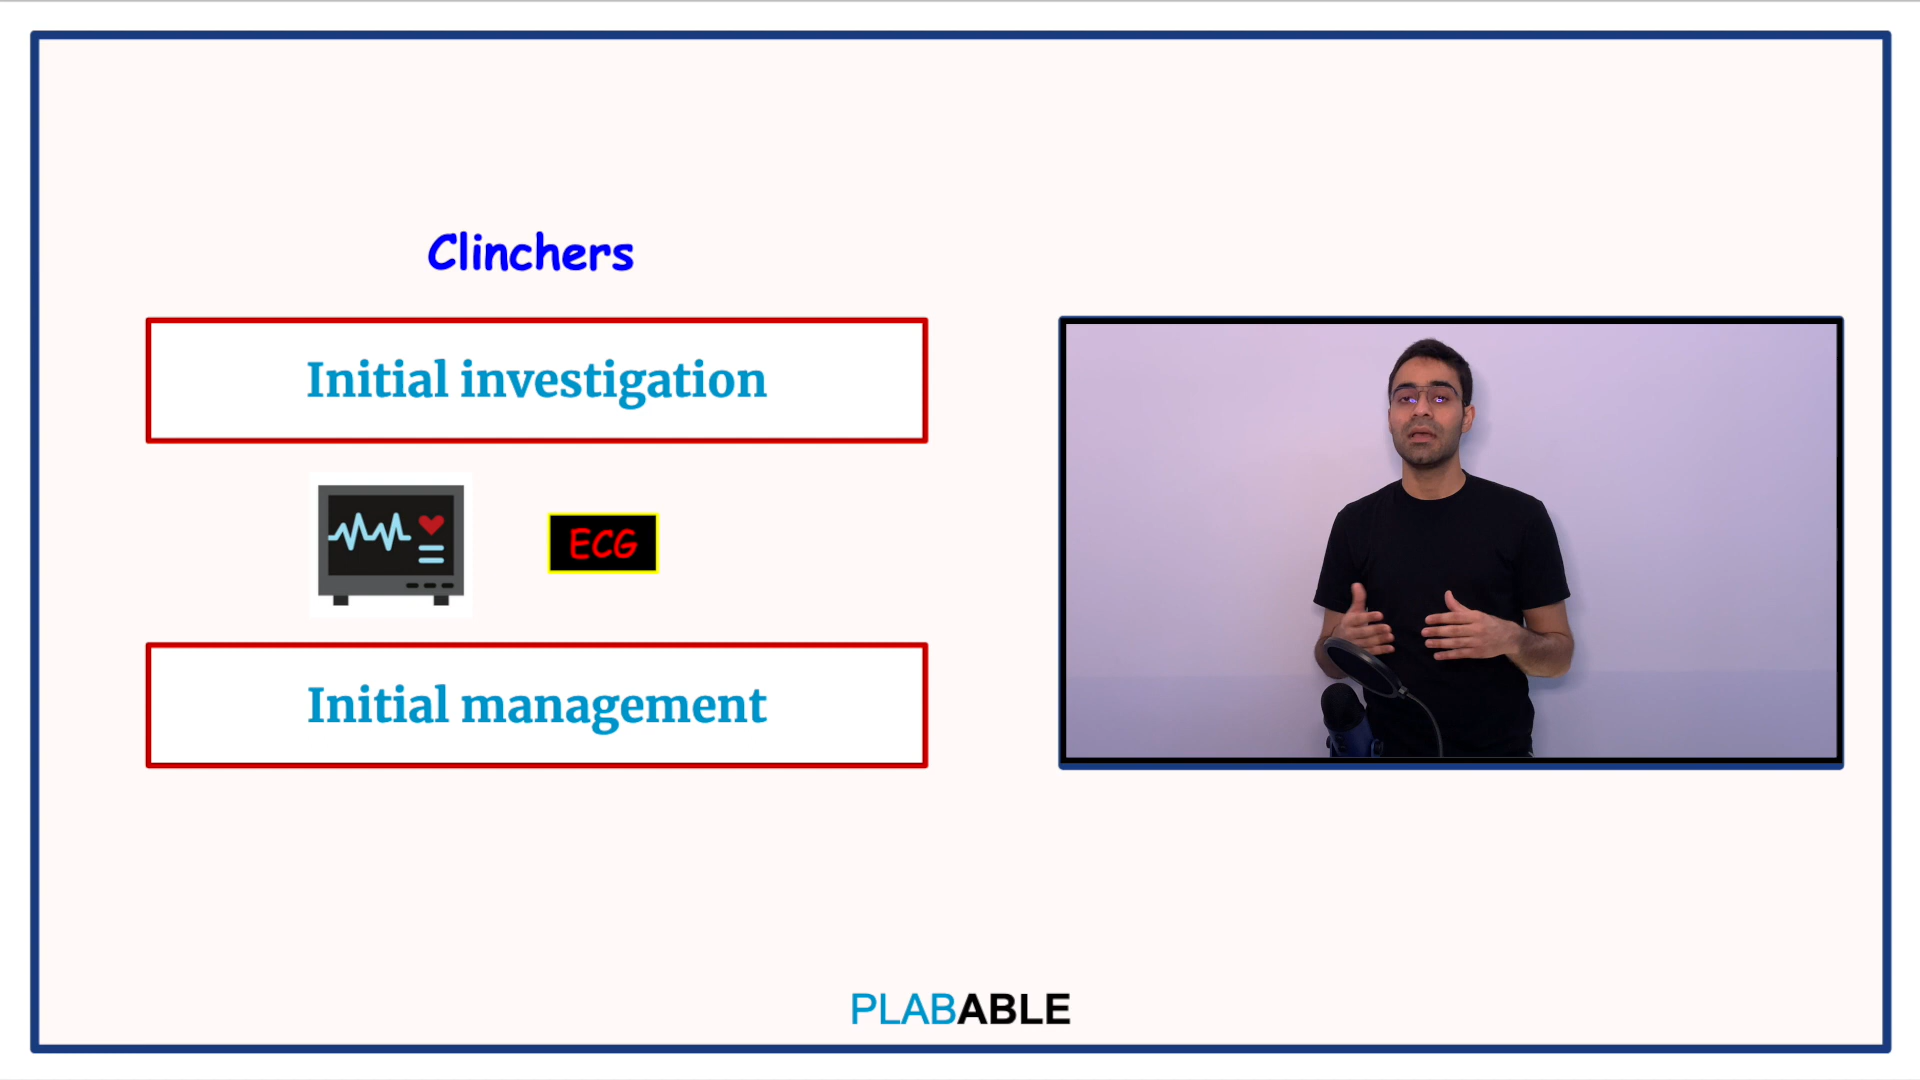 Clinchers
Initial investigation
ECG
Initial management
PLABABLE